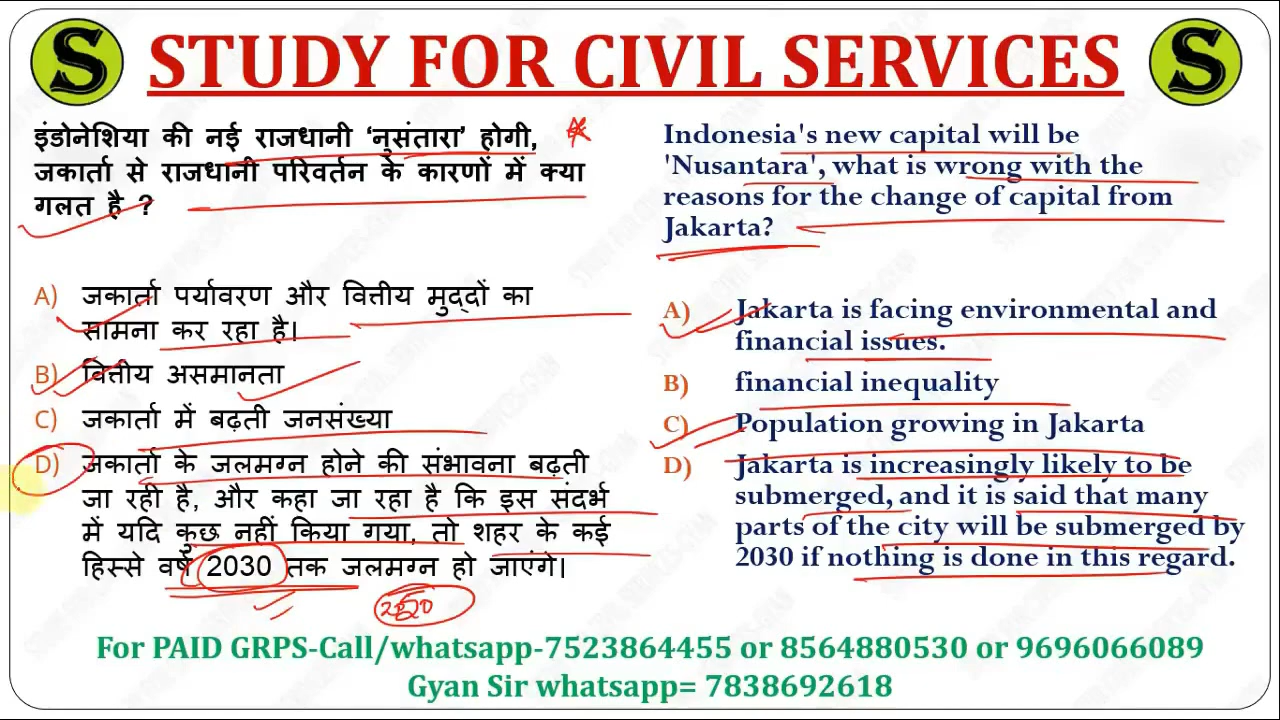 S STUDY FOR CIVIL SERVICES S
इंडोनेशिया की नई राजधानी ‘नुसंतारा’ होगी,
जकार्ता से राजधानी परिवर्तन के कारणों में क्या
गलत है ?
A) जकार्ता पर्यावरण और वित्तीय मुद्दों का
सामना कर रहा है।
B) वित्तीय असमानता
C) जकार्ता में बढ़ती जनसंख्या
D) जकार्ता के जलमग्न होने की संभावना बढ़ती
जा रही है, और कहा जा रहा है कि इस संदर्भ
में यदि कुछ नहीं किया गया, तो शहर के कई
हिस्से वर्ष 2030 तक जलमग्न हो जाएंगे।
Indonesia's new capital will be
'Nusantara', what is wrong with the
reasons for the change of capital from
Jakarta?
A) Jakarta is facing environmental and
financial issues.
B) financial inequality
C) Population growing in Jakarta
D) Jakarta is increasingly likely to be
submerged, and it is said that many
parts of the city will be submerged by
2030 if nothing is done in this regard.
For PAID GRPS-Call/whatsapp-7523864455 or 8564880530 or 9696066089
Gyan Sir whatsapp= 7838692618